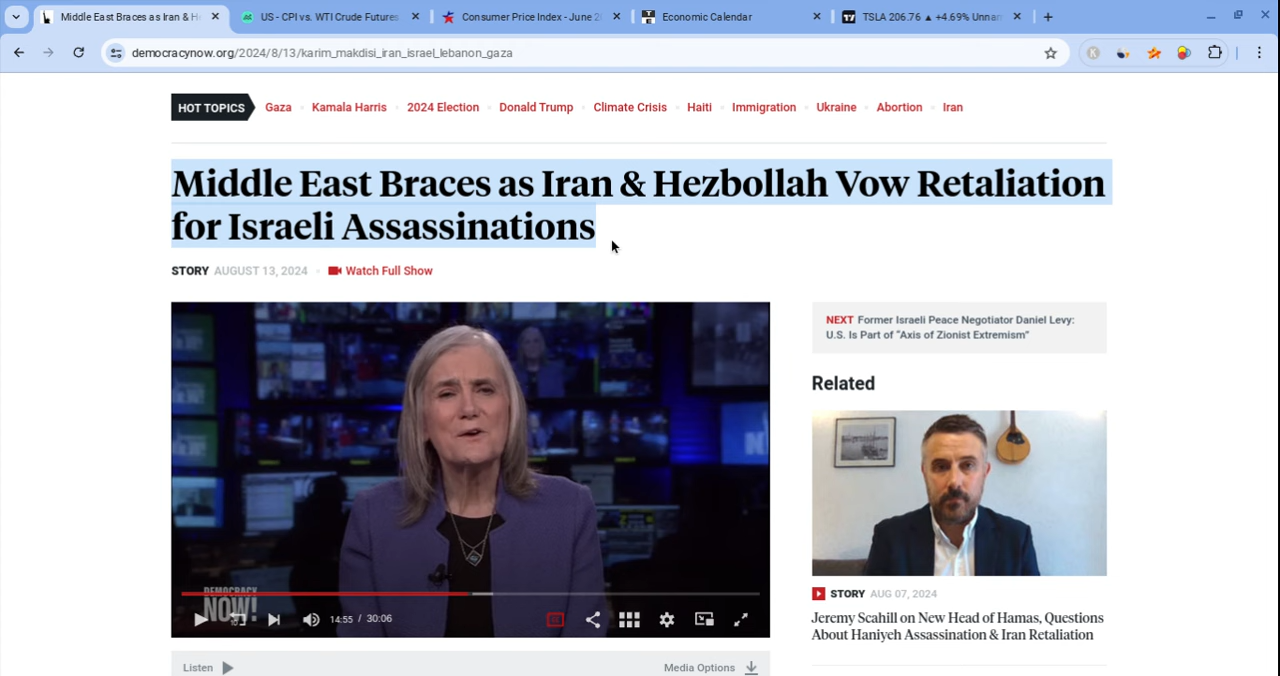 Middle East Braces as Iran & H
US - CPI vs. WTI Crude Futures
Consumer Price Index - June 2
Economic Calendar
TSLA 206.76 ▲ +4.69% Unnam
democracynow.org/2024/8/13/karim_makdisi_iran_israel_lebanon_gaza
HOT TOPICS Gaza Kamala Harris 2024 Election Donald Trump Climate Crisis Haiti Immigration Ukraine Abortion Iran
Middle East Braces as Iran & Hezbollah Vow Retaliation
for Israeli Assassinations
STORY AUGUST 13, 2024 Watch Full Show
DEMOCRACY
NOW!
14:55 / 30:06
Listen
Media Options
NEXT Former Israeli Peace Negotiator Daniel Levy:
U.S. Is Part of “Axis of Zionist Extremism”
Related
STORY AUG 07, 2024
Jeremy Scahill on New Head of Hamas, Questions
About Haniyeh Assassination & Iran Retaliation